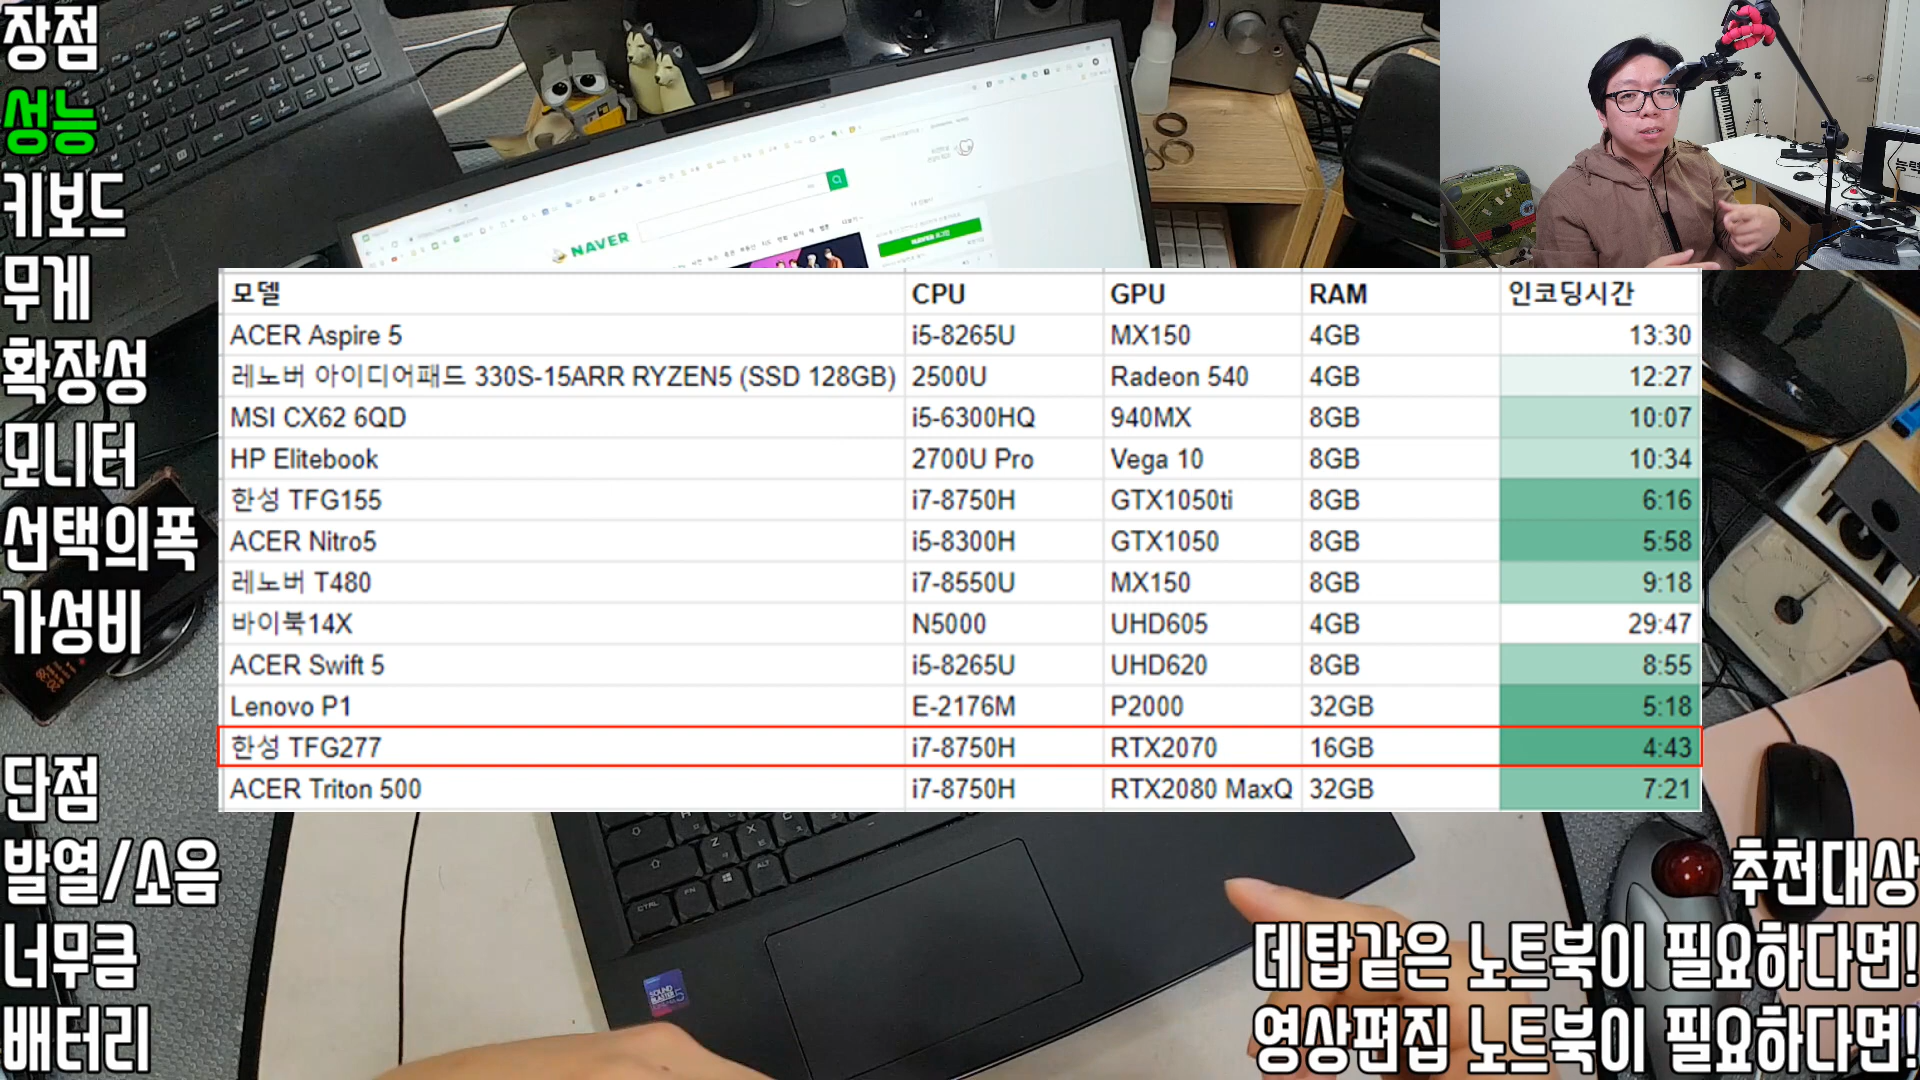 장점
성능
키보드
무게
확장성
모니터
선택의폭
가성비
단점
발열/소음
너무큼
배터리
NAVER
모델 CPU GPU RAM 인코딩시간
ACER Aspire 5 i5-8265U MX150 4GB 13:30
레노버 아이디어패드 330S-15ARR RYZEN5 (SSD 128GB) 2500U Radeon 540 4GB 12:27
MSI CX62 6QD i5-6300HQ 940MX 8GB 10:07
HP Elitebook 2700U Pro Vega 10 8GB 10:34
한성 TFG155 i7-8750H GTX1050ti 8GB 6:16
ACER Nitro5 i5-8300H GTX1050 8GB 5:58
레노버 T480 i7-8550U MX150 8GB 9:18
바이북14X N5000 UHD605 4GB 29:47
ACER Swift 5 i5-8265U UHD620 8GB 8:55
Lenovo P1 E-2176M P2000 32GB 5:18
한성 TFG277 i7-8750H RTX2070 16GB 4:43
ACER Triton 500 i7-8750H RTX2080 MaxQ 32GB 7:21
CTRL
FN
ALT
Z
X
C
SOUND
BLASTER
5
추천대상
데탑같은 노트북이 필요하다면!
영상편집 노트북이 필요하다면!